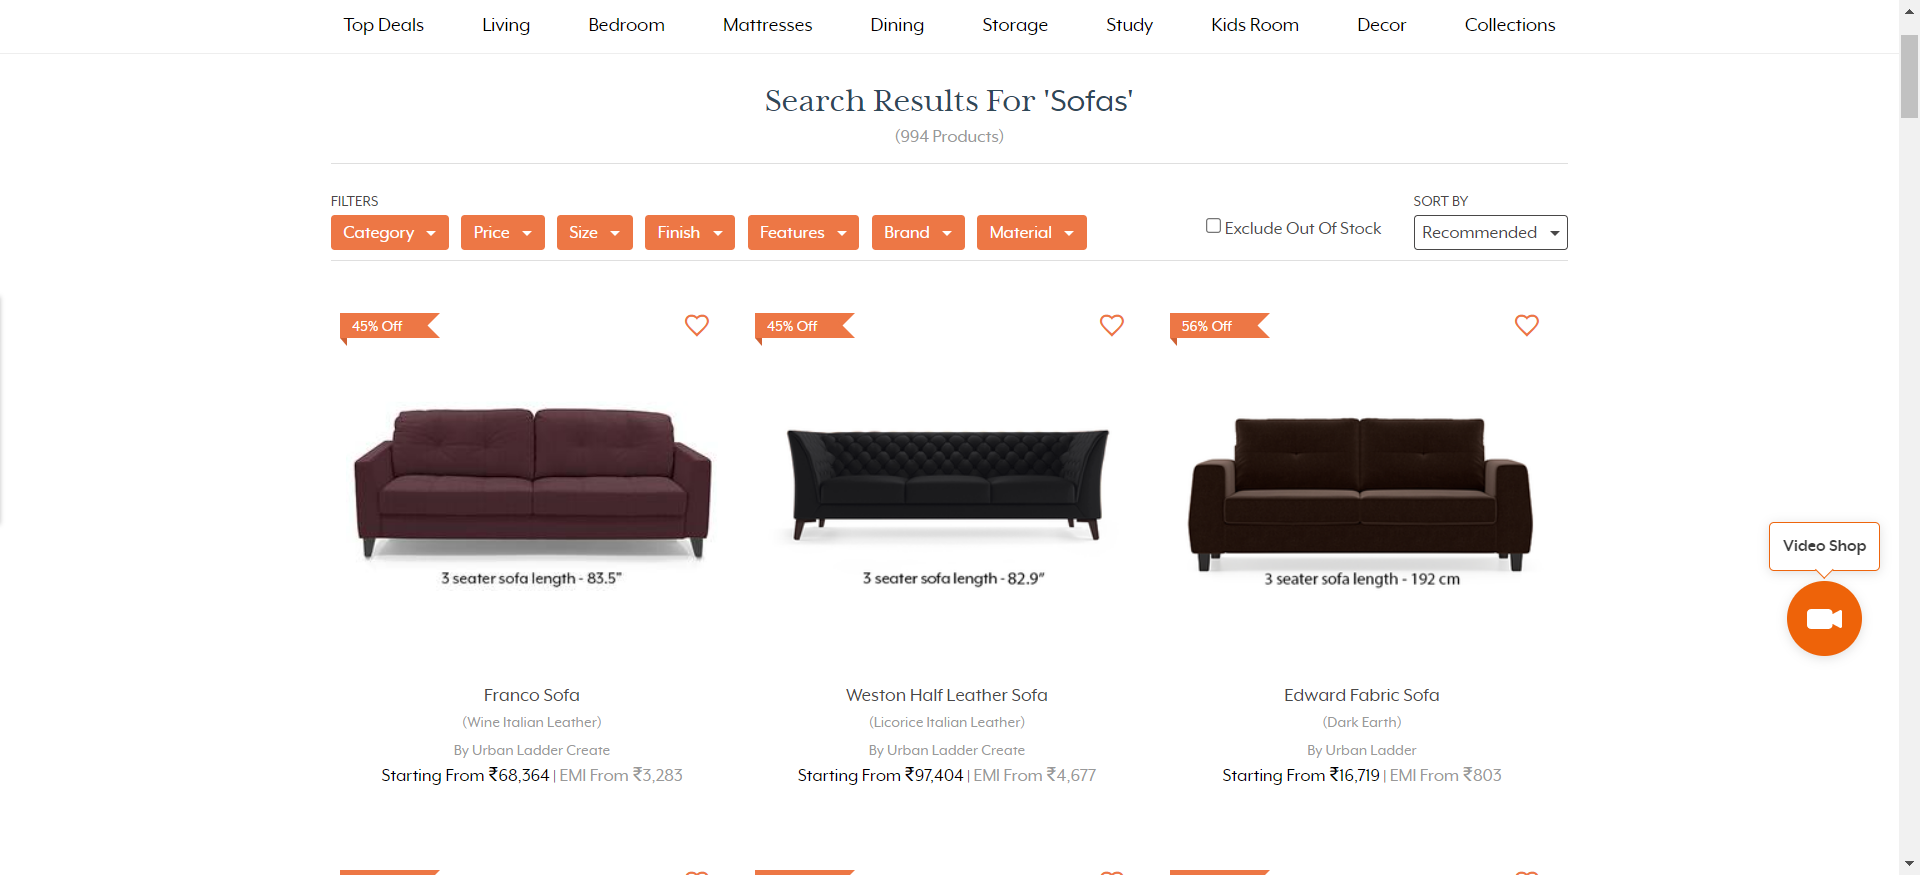 Top Deals Living Bedroom Mattresses Dining Storage Study Kids Room Decor Collections
Search Results For 'Sofas'
(994 Products)
FILTERS
SORT BY
Category Price Size Finish Features Brand Material
Exclude Out Of Stock
Recommended
45% Off
45% Off
56% Off
3 seater sofa length - 83.5"
3 seater sofa length - 82.9"
3 seater sofa length - 192 cm
Video Shop
Franco Sofa
(Wine Italian Leather)
By Urban Ladder Create
Starting From ₹68,364 | EMI From ₹3,283
Weston Half Leather Sofa
(Licorice Italian Leather)
By Urban Ladder Create
Starting From ₹97,404 | EMI From ₹4,677
Edward Fabric Sofa
(Dark Earth)
By Urban Ladder
Starting From ₹16,719 | EMI From ₹803